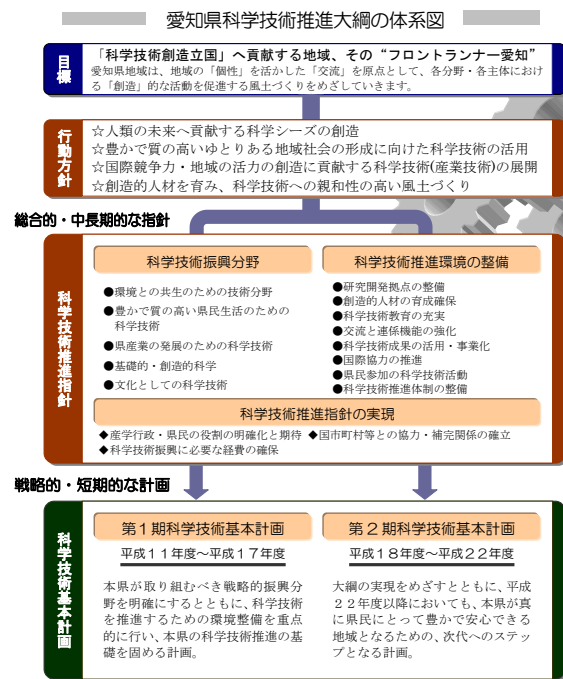 愛知県科学技術推進大綱の体系図
目標
「科学技術創造立国」へ貢献する地域、その“フロントランナー愛知”
愛知県地域は、地域の「個性」を活かした「交流」を原点として、各分野・各主体におけ
る「創造」的な活動を促進する風土づくりをめざしていきます。
行動方針
☆人類の未来へ貢献する科学シーズの創造
☆豊かで質の高いゆとりある地域社会の形成に向けた科学技術の活用
☆国際競争力・地域の活力の創造に貢献する科学技術(産業技術)の展開
☆創造的人材を育み、科学技術への親和性の高い風土づくり
総合的・中長期的な指針
科学技術推進指針
科学技術振興分野
●環境との共生のための技術分野
●豊かで質の高い県民生活のための
科学技術
●県産業の発展のための科学技術
●基礎的・創造的科学
●文化としての科学技術
科学技術推進環境の整備
●研究開発拠点の整備
●創造的人材の育成確保
●科学技術教育の充実
●交流と連係機能の強化
●科学技術成果の活用・事業化
●国際協力の推進
●県民参加の科学技術活動
●科学技術推進体制の整備
科学技術推進指針の実現
◆産学行政・県民の役割の明確化と期待 ◆国市町村等との協力・補完関係の確立
◆科学技術振興に必要な経費の確保
戦略的・短期的な計画
科学技術基本計画
第１期科学技術基本計画
平成１１年度～平成１７年度
本県が取り組むべき戦略的振興分
野を明確にするとともに、科学技術
を推進するための環境整備を重点
的に行い、本県の科学技術推進の基
礎を固める計画。
第２期科学技術基本計画
平成１８年度～平成２２年度
大綱の実現をめざすとともに、平成
２２年度以降においても、本県が真
に県民にとって豊かで安心できる
地域となるための、次代へのステッ
プとなる計画。